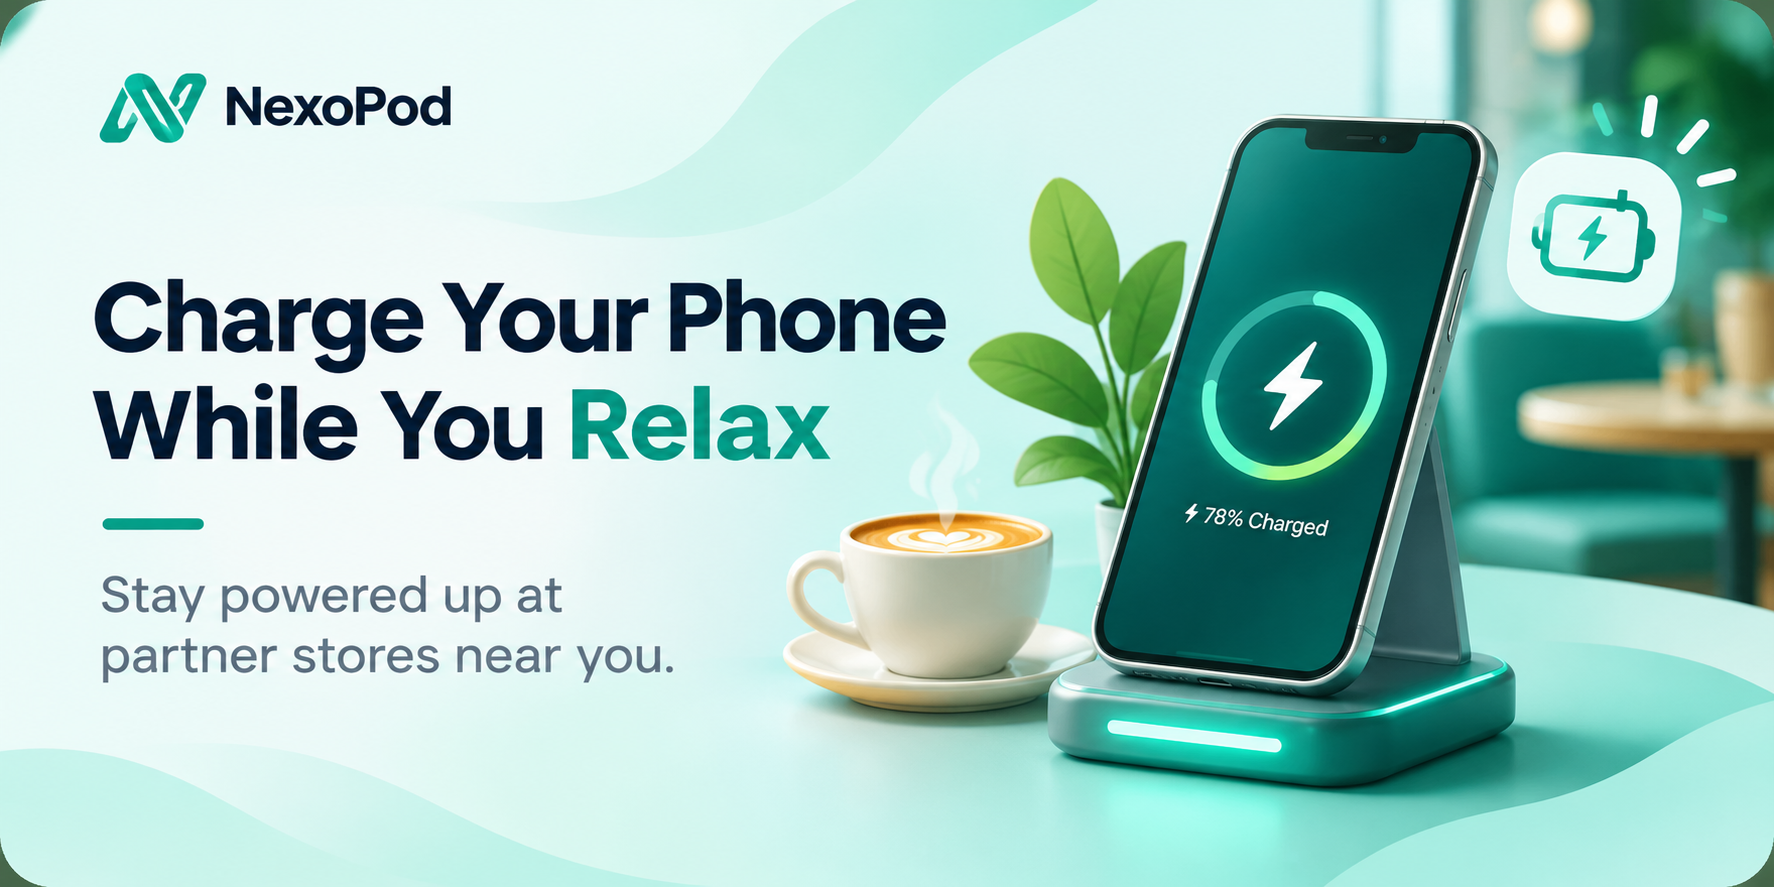 NexoPod
Charge Your Phone
While You Relax
Stay powered up at
partner stores near you.
78% Charged